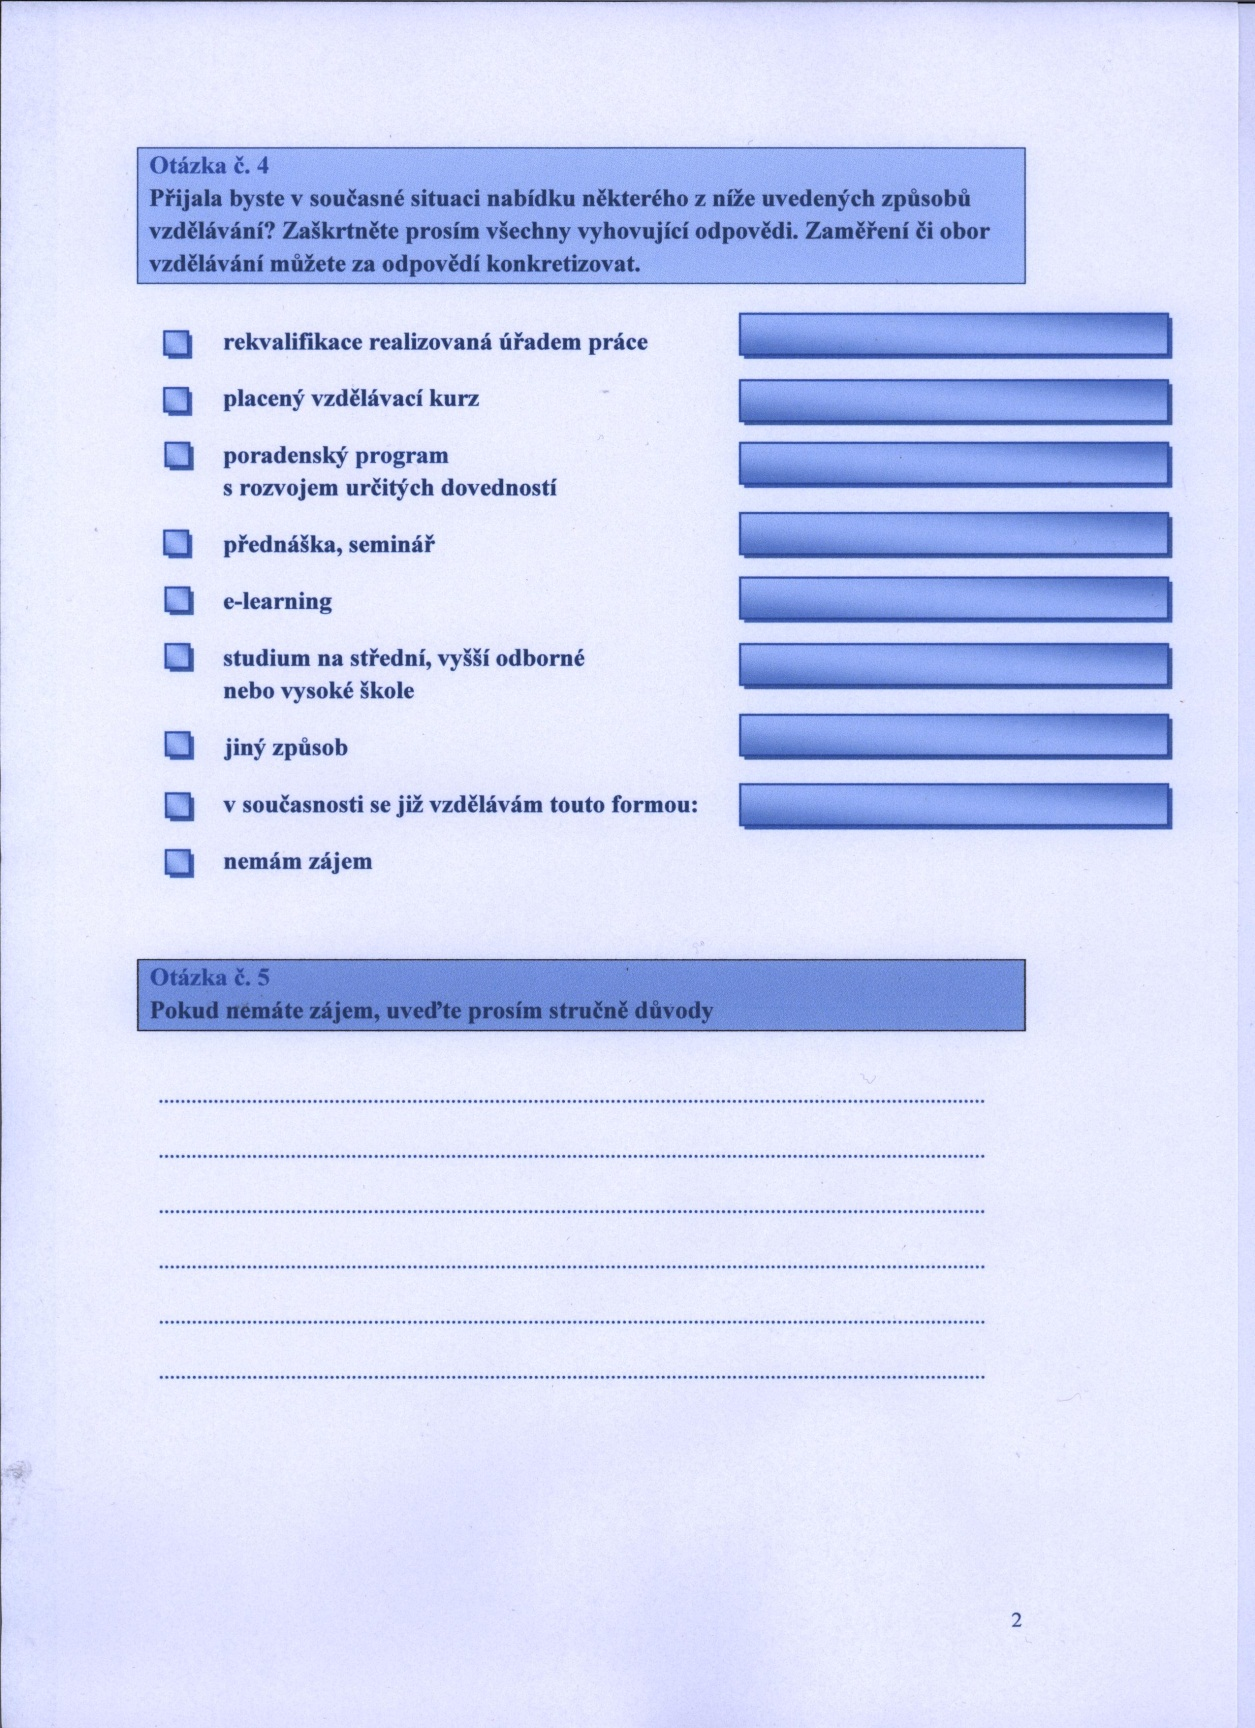 Otázka č. 4
Přijala byste v současné situaci nabídku některého z níže uvedených způsobů
vzdělávání? Zaškrtněte prosím všechny vyhovující odpovědi. Zaměření či obor
vzdělávání můžete za odpovědí konkretizovat.
rekvalifikace realizovaná úřadem práce
placený vzdělávací kurz
poradenský program
s rozvojem určitých dovedností
přednáška, seminář
e-learning
studium na střední, vyšší odborné
nebo vysoké škole
jiný způsob
v současnosti se již vzdělávám touto formou:
nemám zájem
Otázka č. 5
Pokud nemáte zájem, uveďte prosím stručně důvody
2